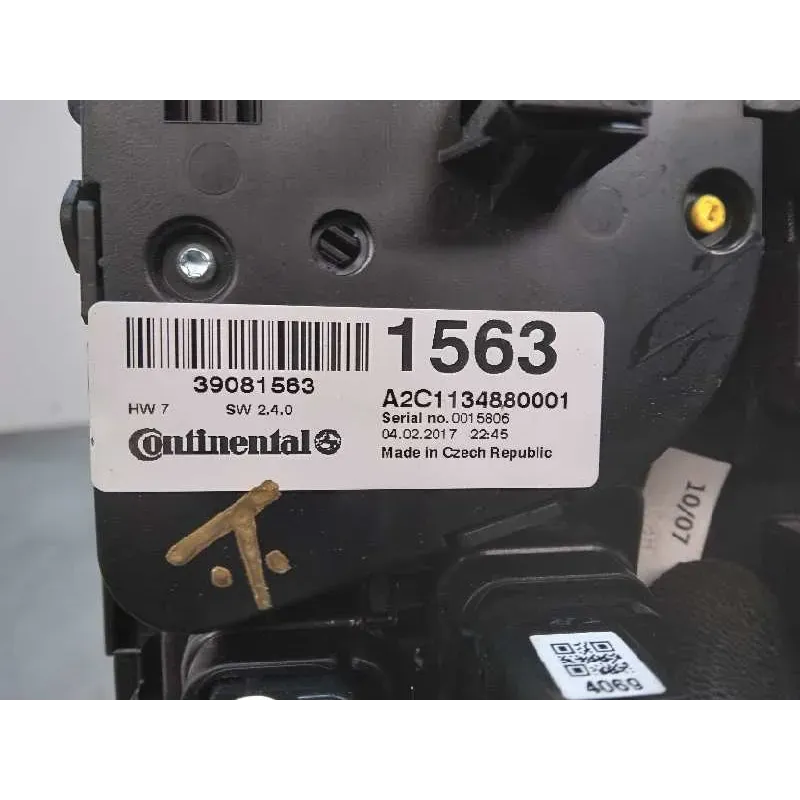 1563
39081563
A2C1134880001
HW 7 SW 2.4.0
Serial no. 0015806
04.02.2017 22:45
Continental
Made in Czech Republic
10/07
4069